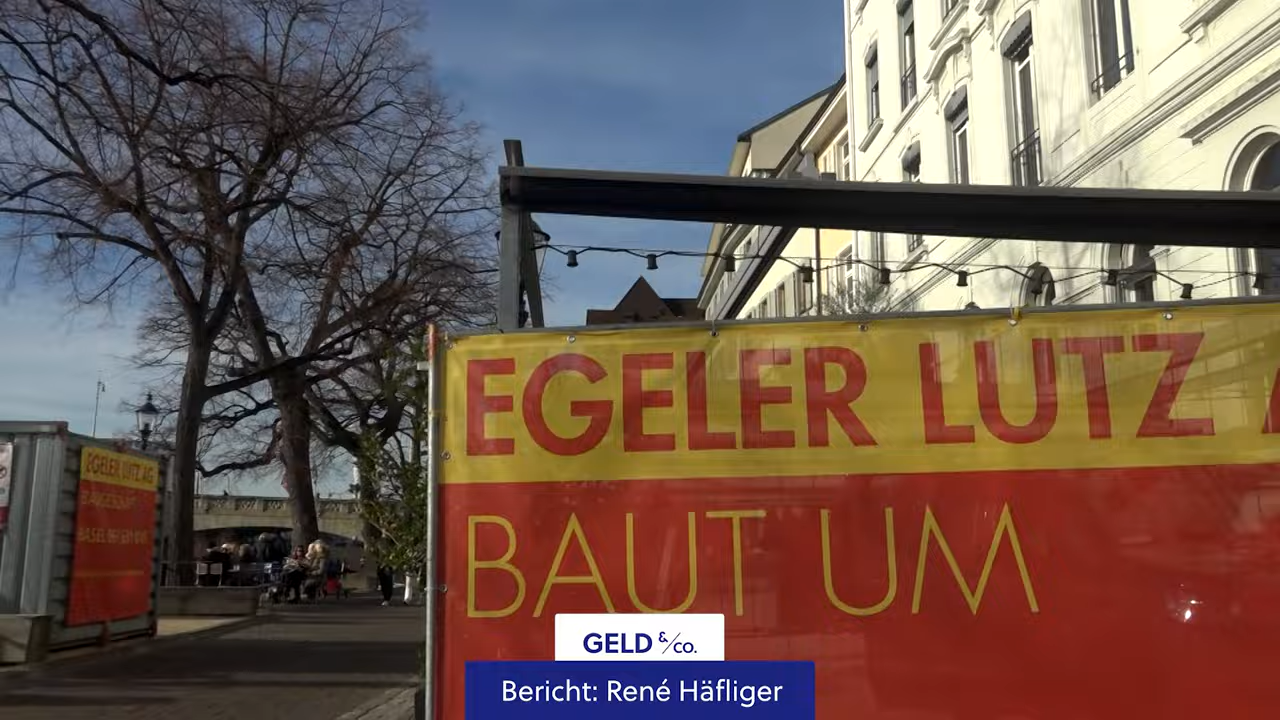 EGELER LUTZ A
BAUT UM
EGELER LUTZ AG
GELD &/co.
Bericht: René Häfliger